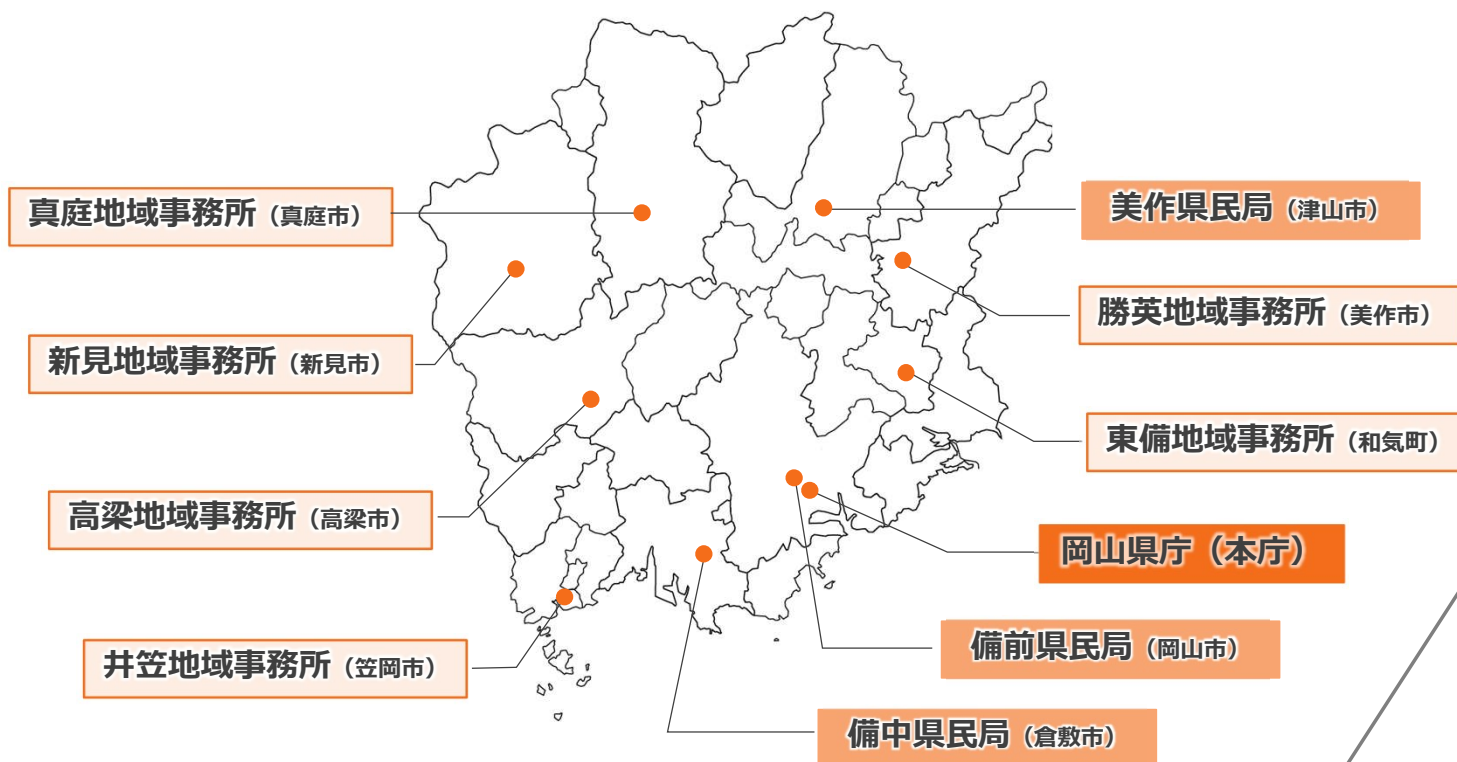 真庭地域事務所（真庭市）
新見地域事務所（新見市）
高梁地域事務所（高梁市）
井笠地域事務所（笠岡市）
美作県民局（津山市）
勝英地域事務所（美作市）
東備地域事務所（和気町）
岡山県庁（本庁）
備前県民局（岡山市）
備中県民局（倉敷市）